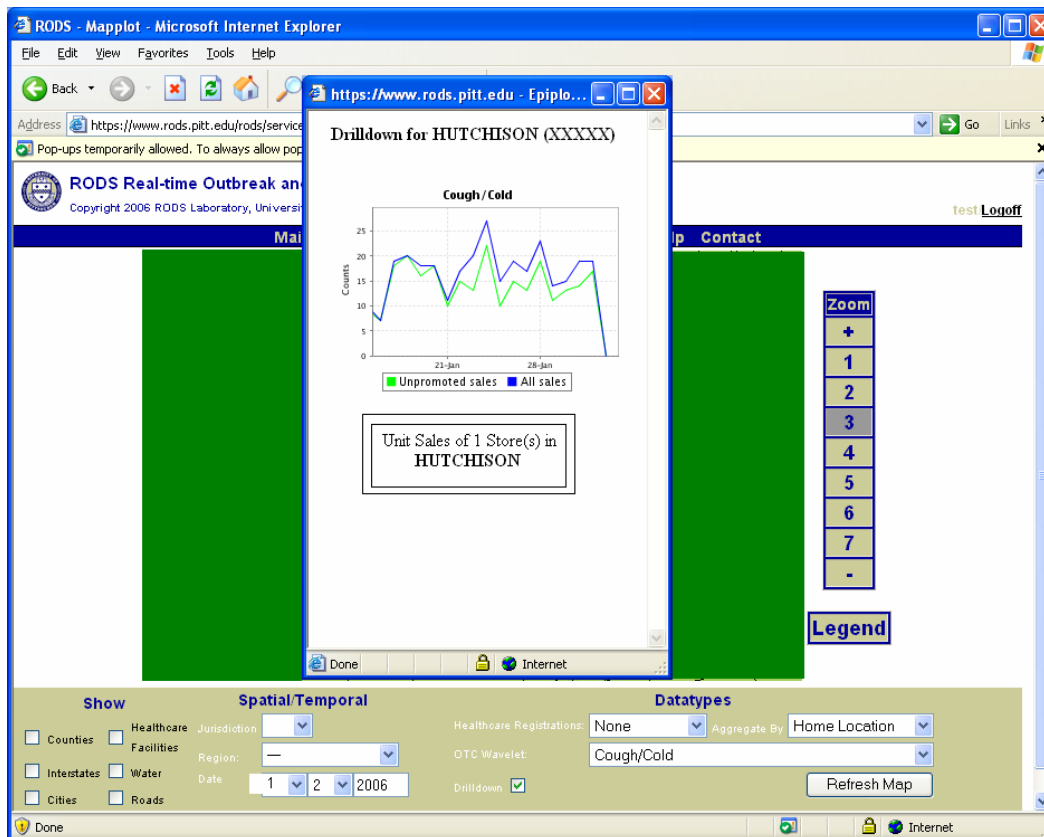 RODS - Mapplot - Microsoft Internet Explorer
File Edit View Favorites Tools Help
Back
Address https://www.rods.pitt.edu/rods/service
Go Links
Pop-ups temporarily allowed. To always allow pop
RODS Real-time Outbreak an
Copyright 2006 RODS Laboratory, Universi
test Logoff
Mai
lp Contact
https://www.rods.pitt.edu - Epiplo...
Drilldown for HUTCHISON (XXXXX)
Cough/Cold
Counts
25
20
15
10
5
0
21-Jan 28-Jan
Unpromoted sales All sales
Unit Sales of 1 Store(s) in
HUTCHISON
Done Internet
Zoom
+
1
2
3
4
5
6
7
-
Legend
Show
Counties Healthcare Facilities
Interstates Water
Cities Roads
Spatial/Temporal
Jurisdiction
Region: —
Date 1 2 2006
Datatypes
Healthcare Registrations: None Aggregate By Home Location
OTC Wavelet: Cough/Cold
Drilldown Refresh Map
Done Internet